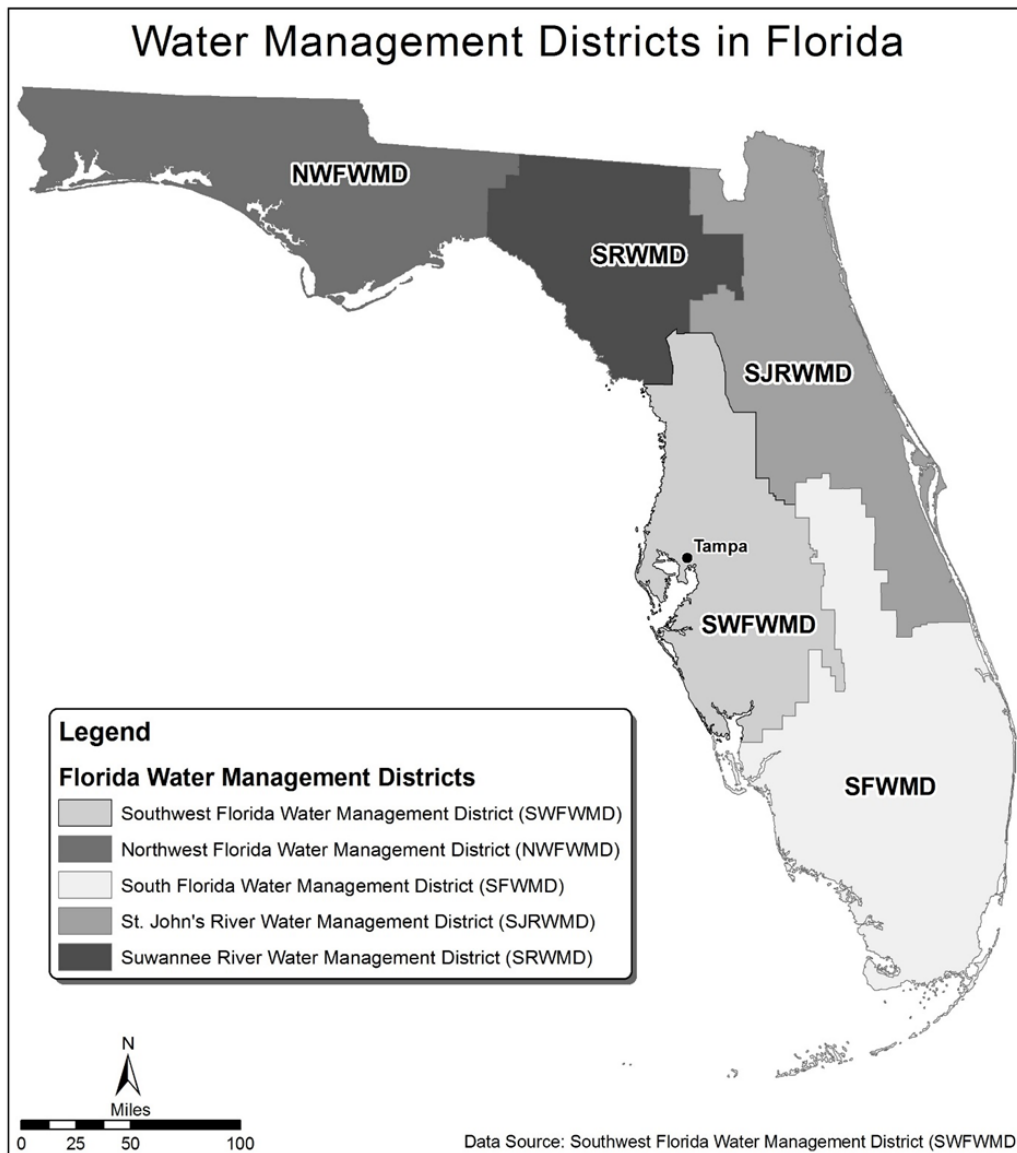 Water Management Districts in Florida
NWFWMD
SRWMD
SJRWMD
Tampa
SWFWMD
SFWMD
Legend
Florida Water Management Districts
Southwest Florida Water Management District (SWFWMD)
Northwest Florida Water Management District (NWFWMD)
South Florida Water Management District (SFWMD)
St. John's River Water Management District (SJRWMD)
Suwannee River Water Management District (SRWMD)
N
Miles
0 25 50 100
Data Source: Southwest Florida Water Management District (SWFWMD